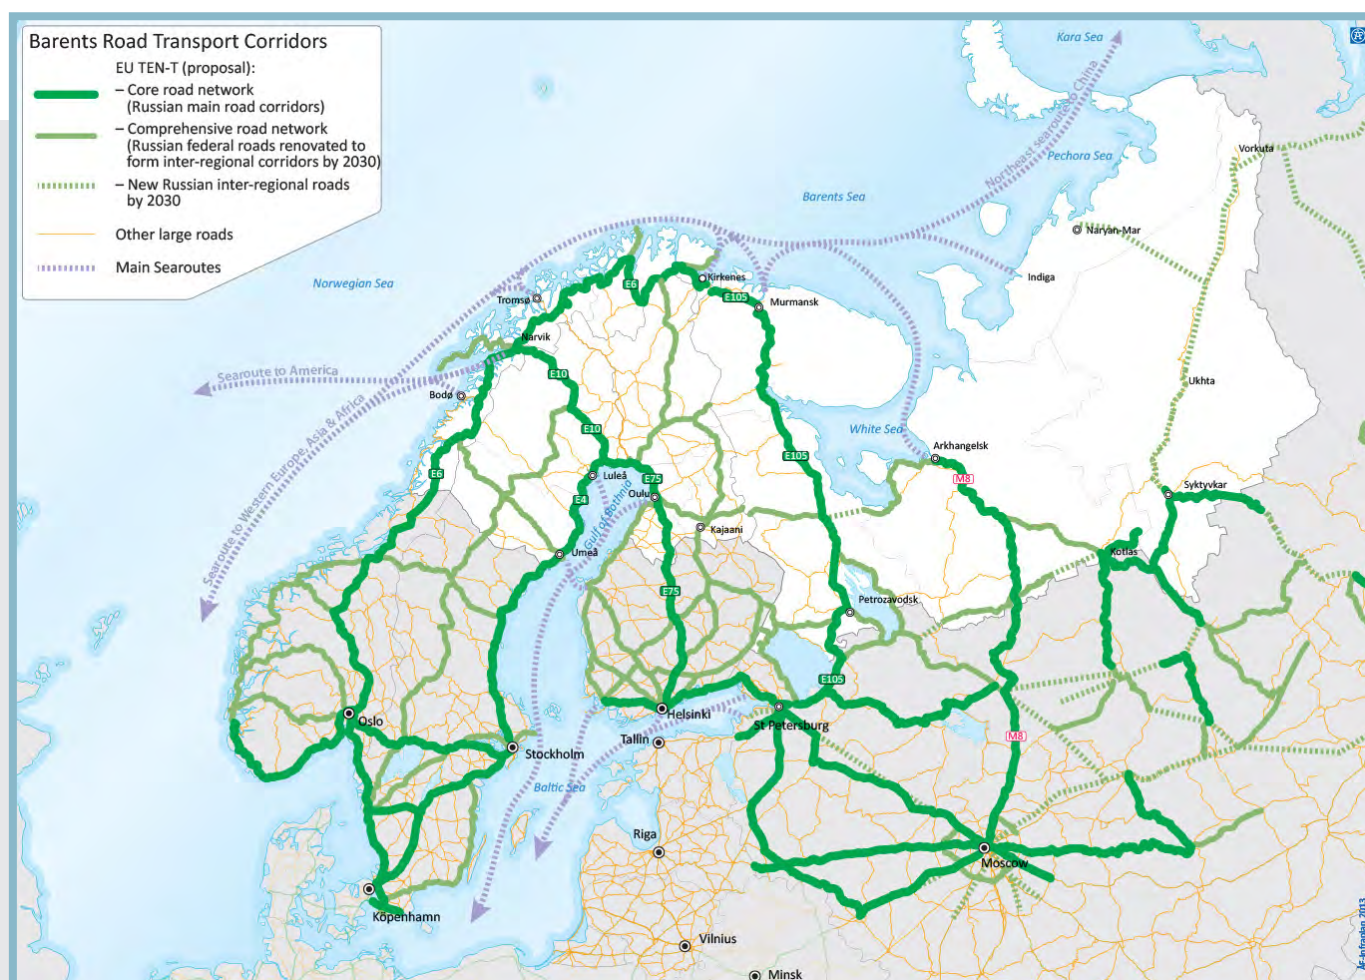 Barents Road Transport Corridors
EU TEN-T (proposal):
– Core road network
(Russian main road corridors)
– Comprehensive road network
(Russian federal roads renovated to
form inter-regional corridors by 2030)
– New Russian inter-regional roads
by 2030
Other large roads
Main Searoutes
Kara Sea
Northeast searoute to China
Pechora Sea
Vorkuta
Barents Sea
Naryan-Mar
Norwegian Sea
Indiga
Kirkenes
Tromsø
E6
E105
Murmansk
Narvik
Searoute to America
E10
Ukhta
Bodø
Searoute to Western Europe, Asia & Africa
E10
White Sea
Arkhangelsk
E105
E6
Luleå
E75
M8
Syktyvkar
E4
Oulu
Gulf of Bothnia
Kajaani
Umeå
Kotlas
E75
Petrozavodsk
E105
Oslo
Helsinki
St Petersburg
Stockholm
Tallin
M8
Baltic Sea
Riga
Moscow
Köpenhamn
Vilnius
Minsk